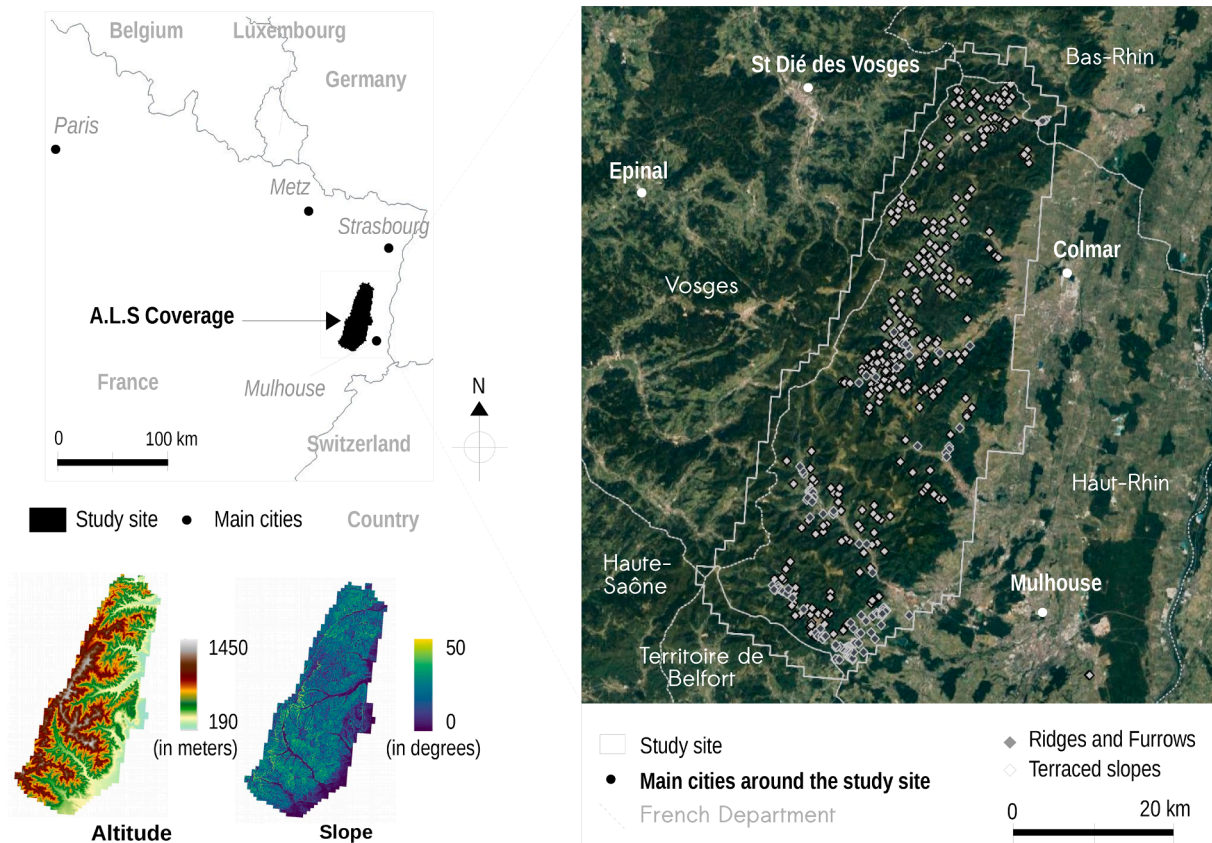 Belgium
Luxembourg
Germany
Paris
Metz
Strasbourg
A.L.S Coverage
France
Mulhouse
Switzerland
0 100 km
N
Study site
Main cities
Country
1450
190
(in meters)
Altitude
50
0
(in degrees)
Slope
St Dié des Vosges
Bas-Rhin
Epinal
Colmar
Vosges
Haut-Rhin
Haute-
Saône
Mulhouse
Territoire de
Belfort
Study site
Main cities around the study site
French Department
Ridges and Furrows
Terraced slopes
0 20 km